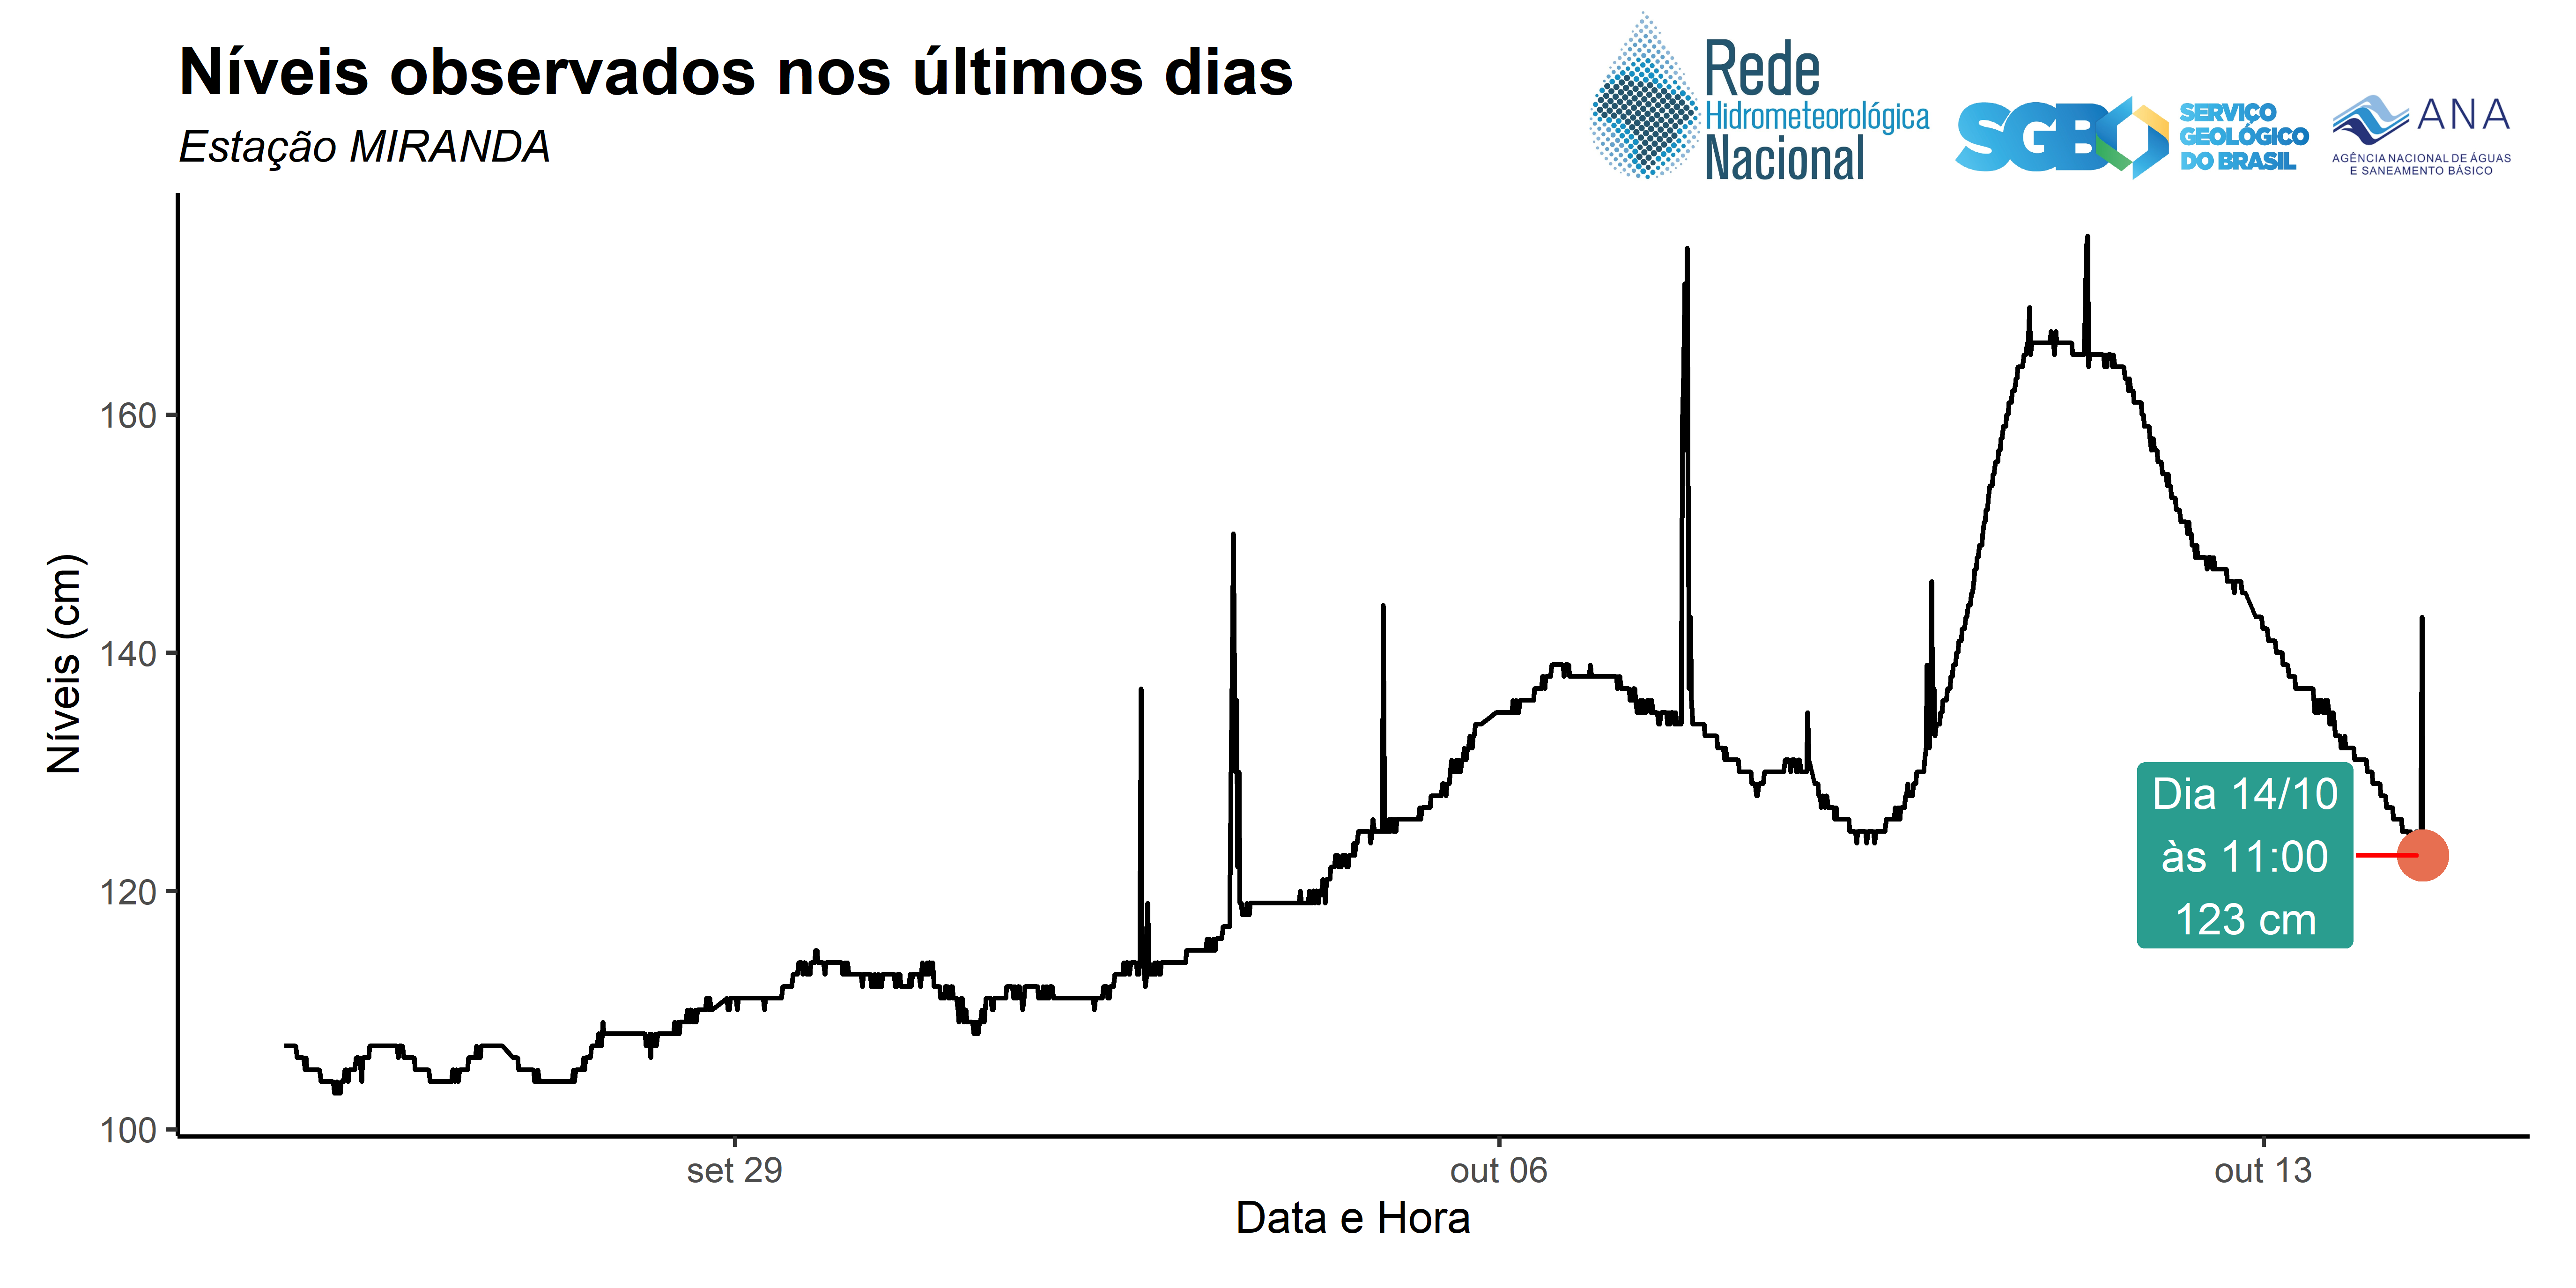 Níveis observados nos últimos dias
Estação MIRANDA
Rede
Hidrometeorológica
Nacional
SGB
SERVIÇO
GEOLÓGICO
DO BRASIL
ANA
AGÊNCIA NACIONAL DE ÁGUAS
E SANEAMENTO BÁSICO
Níveis (cm)
160
140
120
100
Dia 14/10
às 11:00
123 cm
set 29
out 06
out 13
Data e Hora